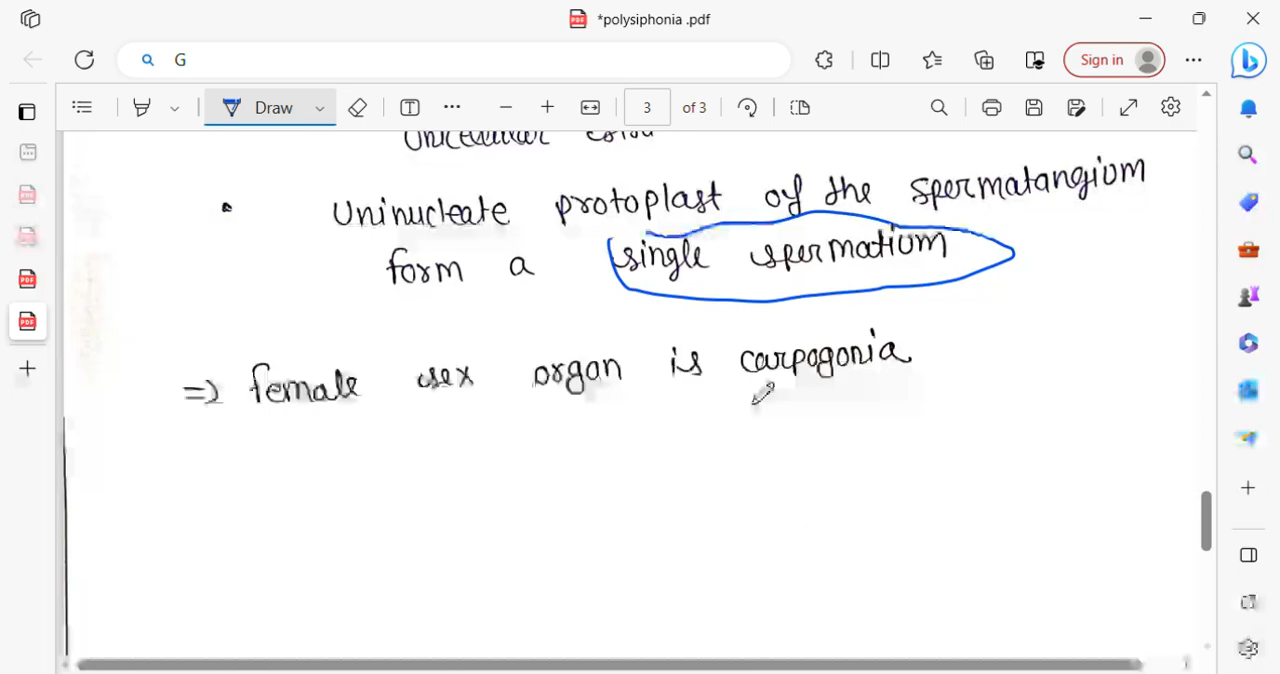 *polysiphonia .pdf
G
Sign in
Draw
3 of 3
Uninucleate protoplast of the spermatangium
form a single spermatium
=> female sex organ is carpogonia